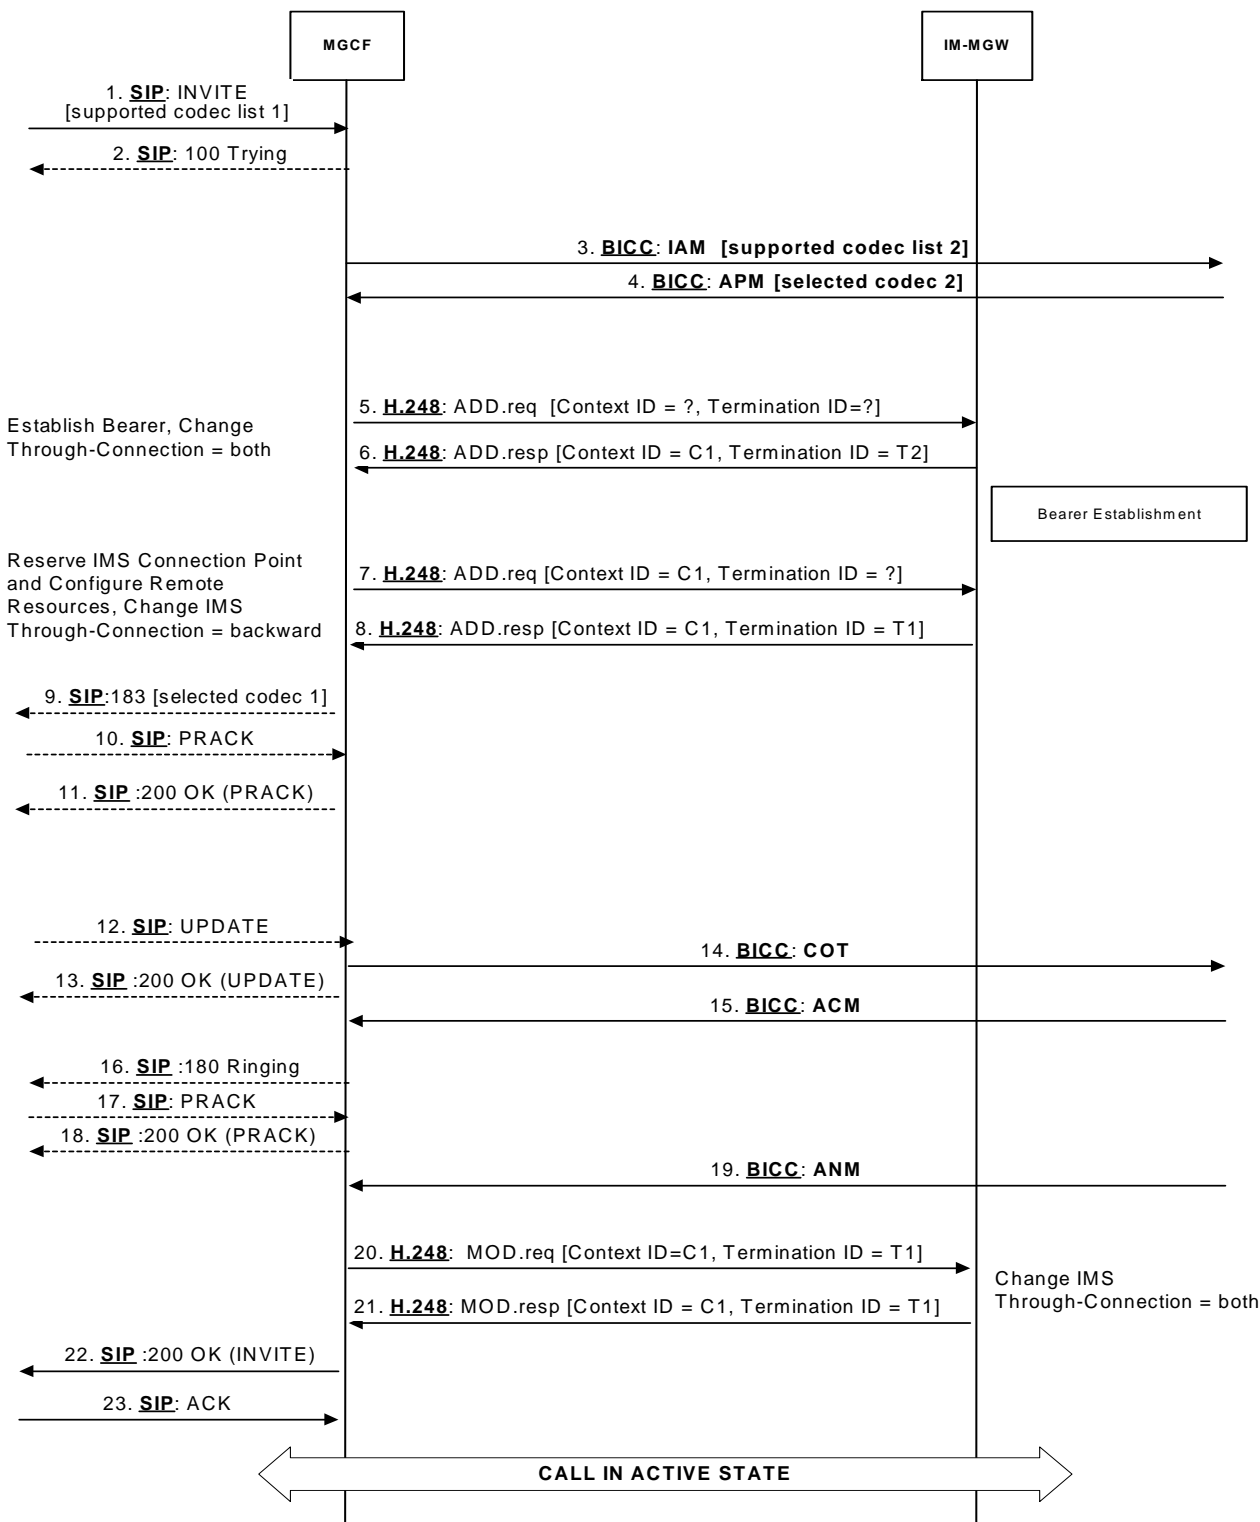 MGCF
IM-MGW
1. SIP: INVITE
[supported codec list 1]
2. SIP: 100 Trying
3. BICC: IAM [supported codec list 2]
4. BICC: APM [selected codec 2]
5. H.248: ADD.req [Context ID = ?, Termination ID=?]
Establish Bearer, Change
Through-Connection = both
6. H.248: ADD.resp [Context ID = C1, Termination ID = T2]
Bearer Establishment
Reserve IMS Connection Point
and Configure Remote
Resources, Change IMS
Through-Connection = backward
7. H.248: ADD.req [Context ID = C1, Termination ID = ?]
8. H.248: ADD.resp [Context ID = C1, Termination ID = T1]
9. SIP:183 [selected codec 1]
10. SIP: PRACK
11. SIP :200 OK (PRACK)
12. SIP: UPDATE
14. BICC: COT
13. SIP :200 OK (UPDATE)
15. BICC: ACM
16. SIP :180 Ringing
17. SIP: PRACK
18. SIP :200 OK (PRACK)
19. BICC: ANM
20. H.248: MOD.req [Context ID=C1, Termination ID = T1]
Change IMS
Through-Connection = both
21. H.248: MOD.resp [Context ID = C1, Termination ID = T1]
22. SIP :200 OK (INVITE)
23. SIP: ACK
CALL IN ACTIVE STATE